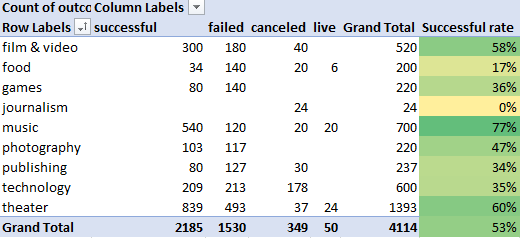 Count of outco Column Labels
Row Labels successful failed canceled live Grand Total Successful rate
film & video 300 180 40 520 58%
food 34 140 20 6 200 17%
games 80 140 220 36%
journalism 24 24 0%
music 540 120 20 20 700 77%
photography 103 117 220 47%
publishing 80 127 30 237 34%
technology 209 213 178 600 35%
theater 839 493 37 24 1393 60%
Grand Total 2185 1530 349 50 4114 53%